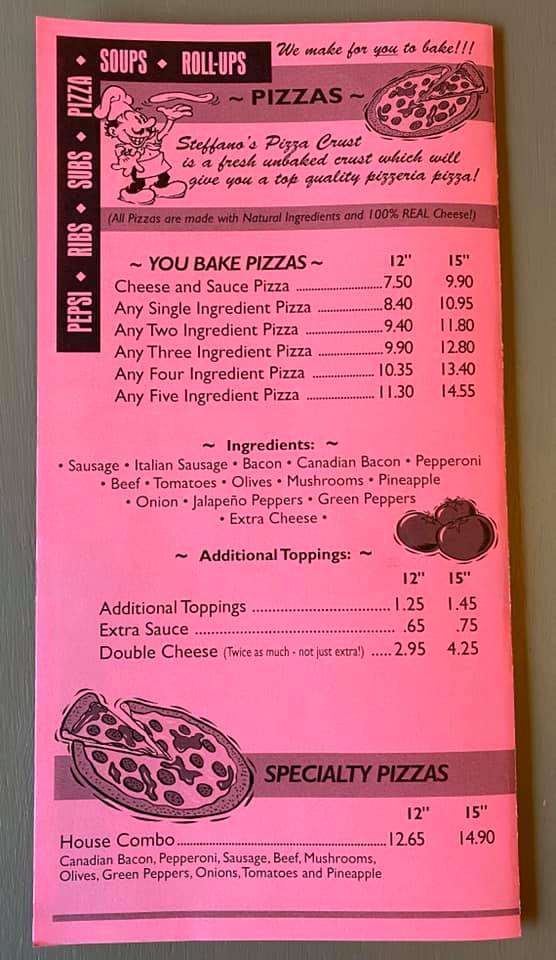 SOUPS ♦ ROLL-UPS
PEPSI ♦ RIBS ♦ SUBS ♦ PIZZA ♦
We make for you to bake!!!
~ PIZZAS ~
Steffano's Pizza Crust
is a fresh unbaked crust which will
give you a top quality pizzeria pizza!
(All Pizzas are made with Natural Ingredients and 100% REAL Cheese!)
~ YOU BAKE PIZZAS ~ 12" 15"
Cheese and Sauce Pizza ............................7.50 9.90
Any Single Ingredient Pizza ......................8.40 10.95
Any Two Ingredient Pizza ..........................9.40 11.80
Any Three Ingredient Pizza ......................9.90 12.80
Any Four Ingredient Pizza ..................... 10.35 13.40
Any Five Ingredient Pizza ....................... 11.30 14.55
~ Ingredients: ~
• Sausage • Italian Sausage • Bacon • Canadian Bacon • Pepperoni
• Beef • Tomatoes • Olives • Mushrooms • Pineapple
• Onion • Jalapeño Peppers • Green Peppers
• Extra Cheese •
~ Additional Toppings: ~
12" 15"
Additional Toppings .................................... 1.25 1.45
Extra Sauce ..................................................... .65 .75
Double Cheese (Twice as much - not just extra!) ..... 2.95 4.25
SPECIALTY PIZZAS
12" 15"
House Combo.......................................................12.65 14.90
Canadian Bacon, Pepperoni, Sausage, Beef, Mushrooms,
Olives, Green Peppers, Onions, Tomatoes and Pineapple